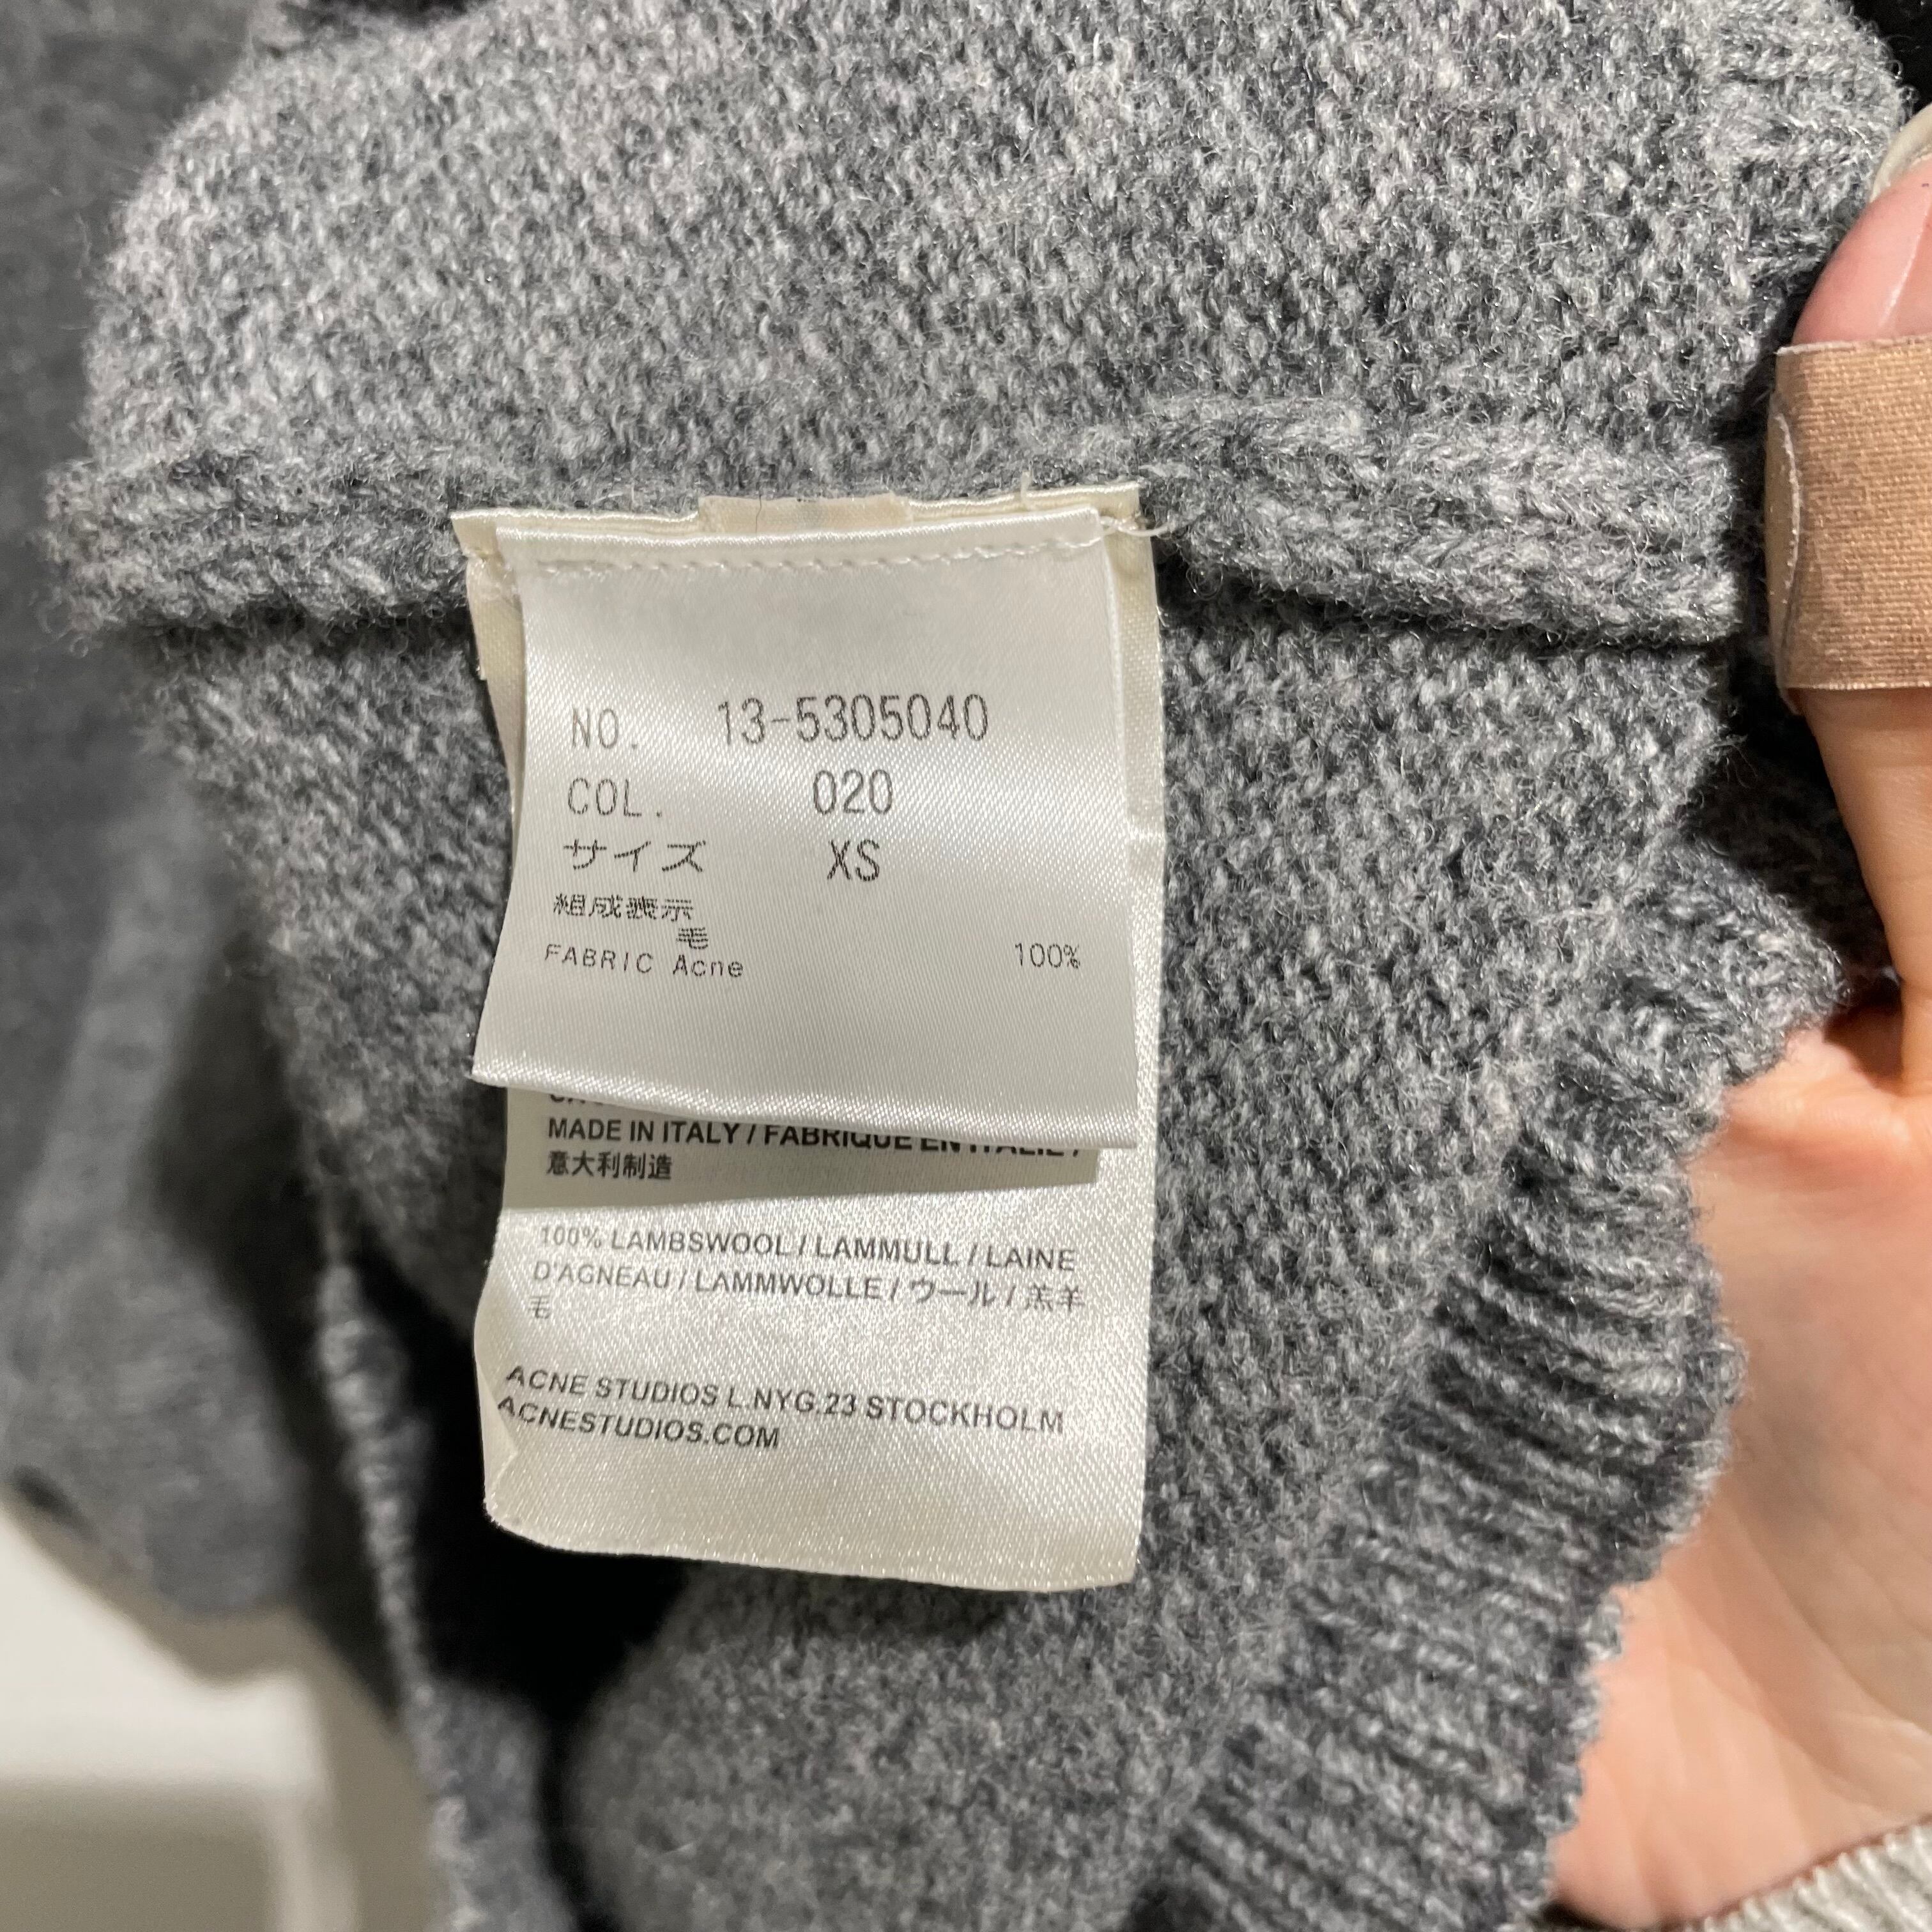 NO. 13-5305040
COL. 020
サイズ XS
組成表示
毛
FABRIC Acne 100%
MADE IN ITALY / FABRIQUE EN ITALIE /
意大利制造
100% LAMBSWOOL / LAMMULL / LAINE
D'AGNEAU / LAMMWOLLE / ウール / 羔羊
毛
ACNE STUDIOS L.NYG.23 STOCKHOLM
ACNESTUDIOS.COM